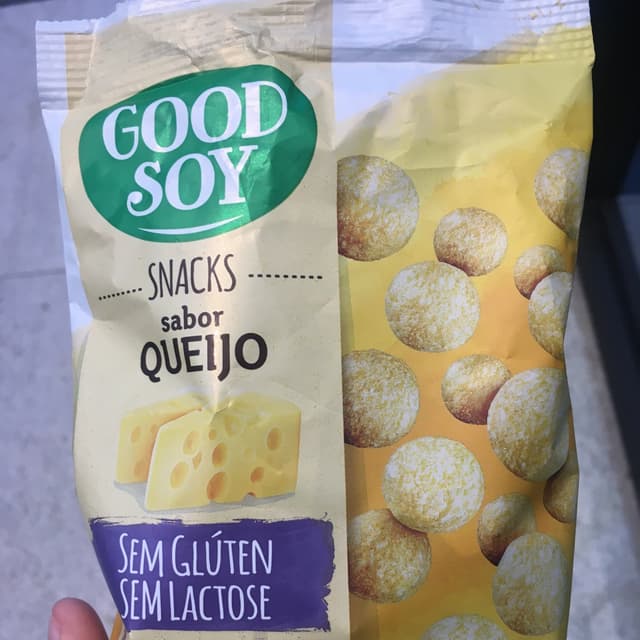 GOOD
SOY
SNACKS
sabor
QUEIJO
SEM GLÚTEN
SEM LACTOSE